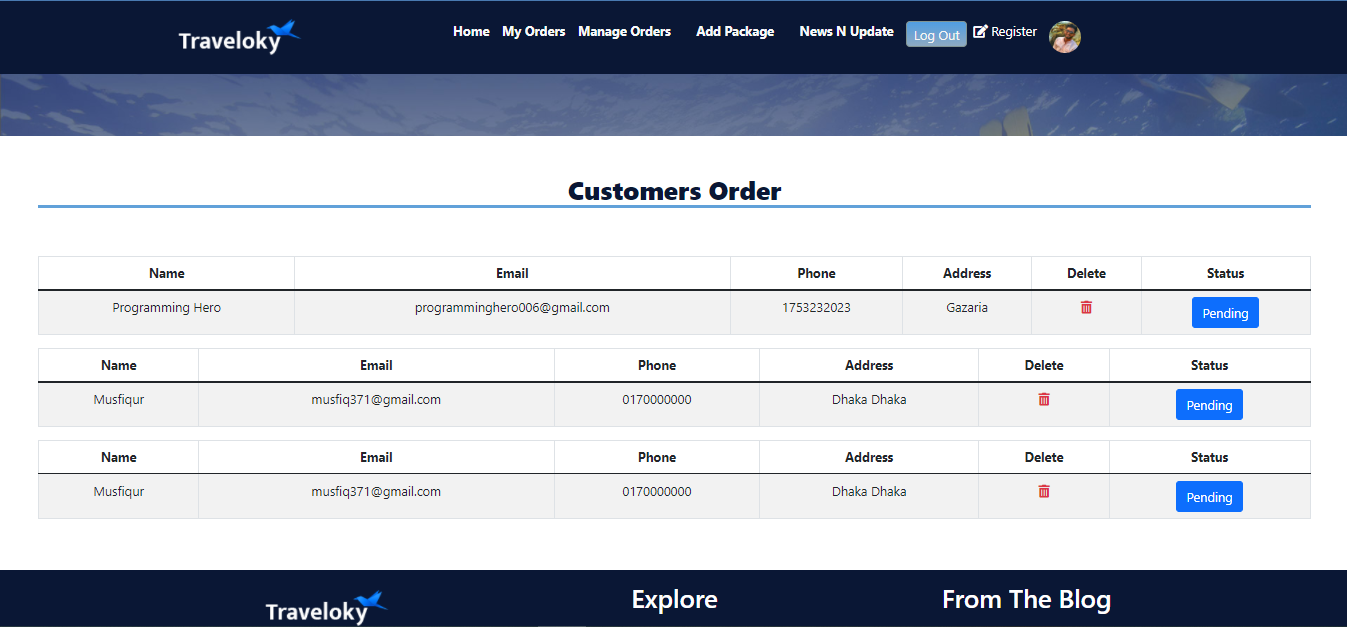 Traveloky Home My Orders Manage Orders Add Package News N Update Log Out Register
Customers Order
Name Email Phone Address Delete Status
Programming Hero programminghero006@gmail.com 1753232023 Gazaria Pending
Name Email Phone Address Delete Status
Musfiqur musfiq371@gmail.com 0170000000 Dhaka Dhaka Pending
Name Email Phone Address Delete Status
Musfiqur musfiq371@gmail.com 0170000000 Dhaka Dhaka Pending
Traveloky Explore From The Blog